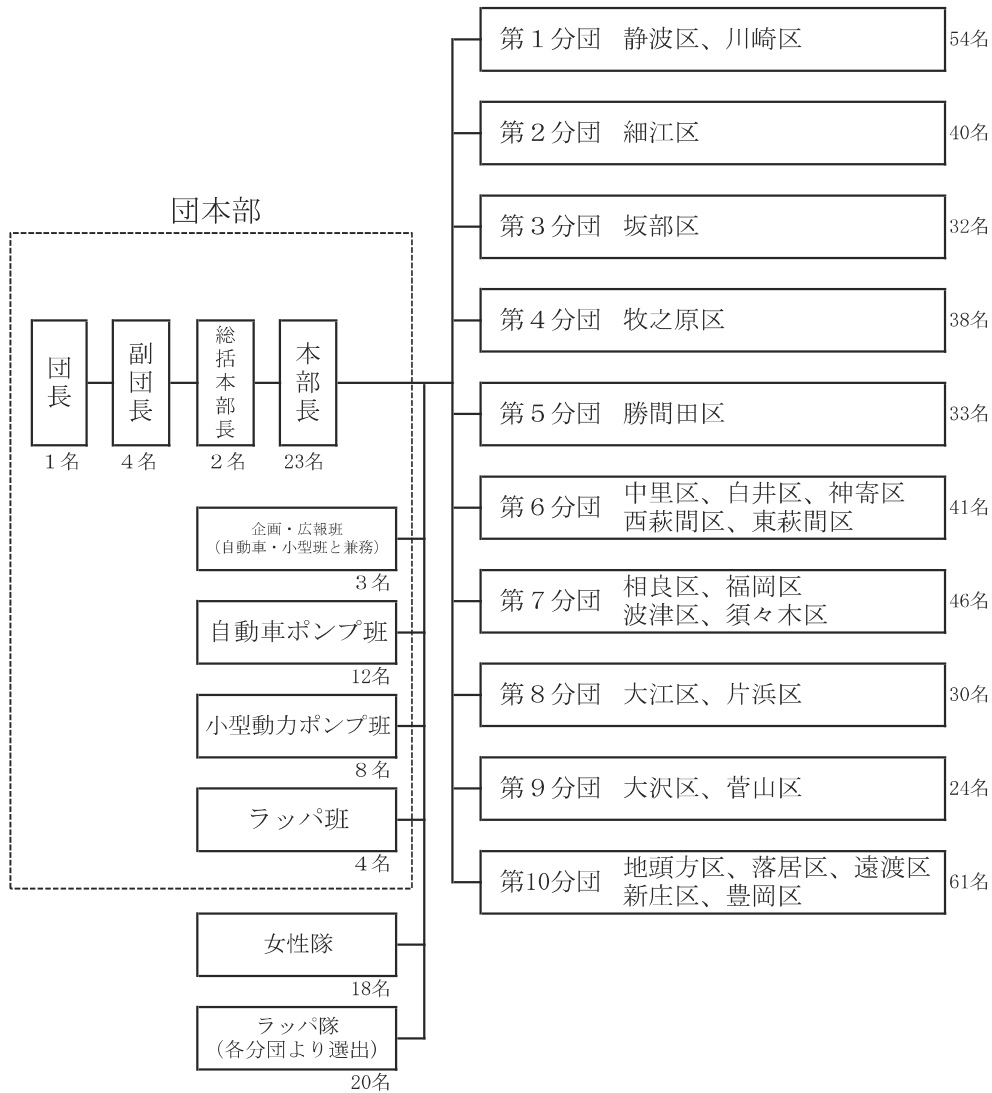 団本部
団長
1名
副団長
4名
総括本部長
2名
本部長
23名
企画・広報班
(自動車・小型班と兼務)
3名
自動車ポンプ班
12名
小型動力ポンプ班
8名
ラッパ班
4名
女性隊
18名
ラッパ隊
(各分団より選出)
20名
第1分団 静波区、川崎区
54名
第2分団 細江区
40名
第3分団 坂部区
32名
第4分団 牧之原区
38名
第5分団 勝間田区
33名
第6分団 中里区、白井区、神寄区
西萩間区、東萩間区
41名
第7分団 相良区、福岡区
波津区、須々木区
46名
第8分団 大江区、片浜区
30名
第9分団 大沢区、菅山区
24名
第10分団 地頭方区、落居区、遠渡区
新庄区、豊岡区
61名